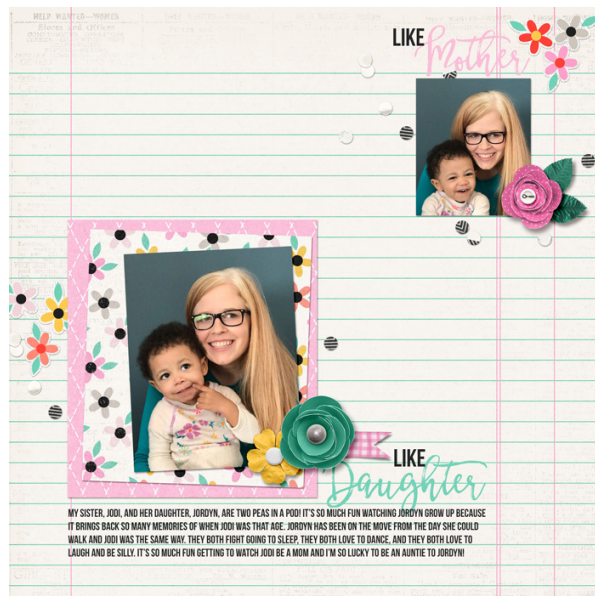 HELP WANTED—WOMEN
LIKE
Mother
LIKE
Daughter
MY SISTER, JODI, AND HER DAUGHTER, JORDYN, ARE TWO PEAS IN A POD! IT'S SO MUCH FUN WATCHING JORDYN GROW UP BECAUSE
IT BRINGS BACK SO MANY MEMORIES OF WHEN JODI WAS THAT AGE. JORDYN HAS BEEN ON THE MOVE FROM THE DAY SHE COULD
WALK AND JODI WAS THE SAME WAY. THEY BOTH FIGHT GOING TO SLEEP, THEY BOTH LOVE TO DANCE, AND THEY BOTH LOVE TO
LAUGH AND BE SILLY. IT'S SO MUCH FUN GETTING TO WATCH JODI BE A MOM AND I'M SO LUCKY TO BE AN AUNTIE TO JORDYN!